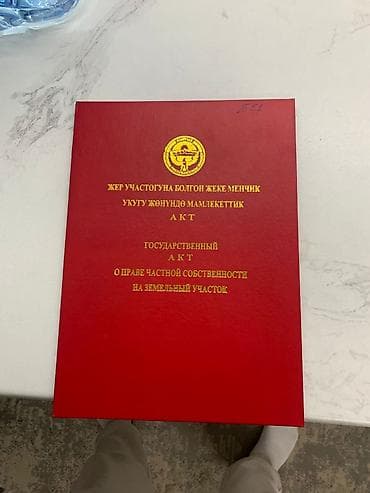 ЖЕР УЧАСТОГУНА БОЛГОН ЖЕКЕ МЕНЧИК
УКУГУ ЖӨНҮНДӨ МАМЛЕКЕТТИК
АКТ
ГОСУДАРСТВЕННЫЙ
АКТ
О ПРАВЕ ЧАСТНОЙ СОБСТВЕННОСТИ
НА ЗЕМЕЛЬНЫЙ УЧАСТОК